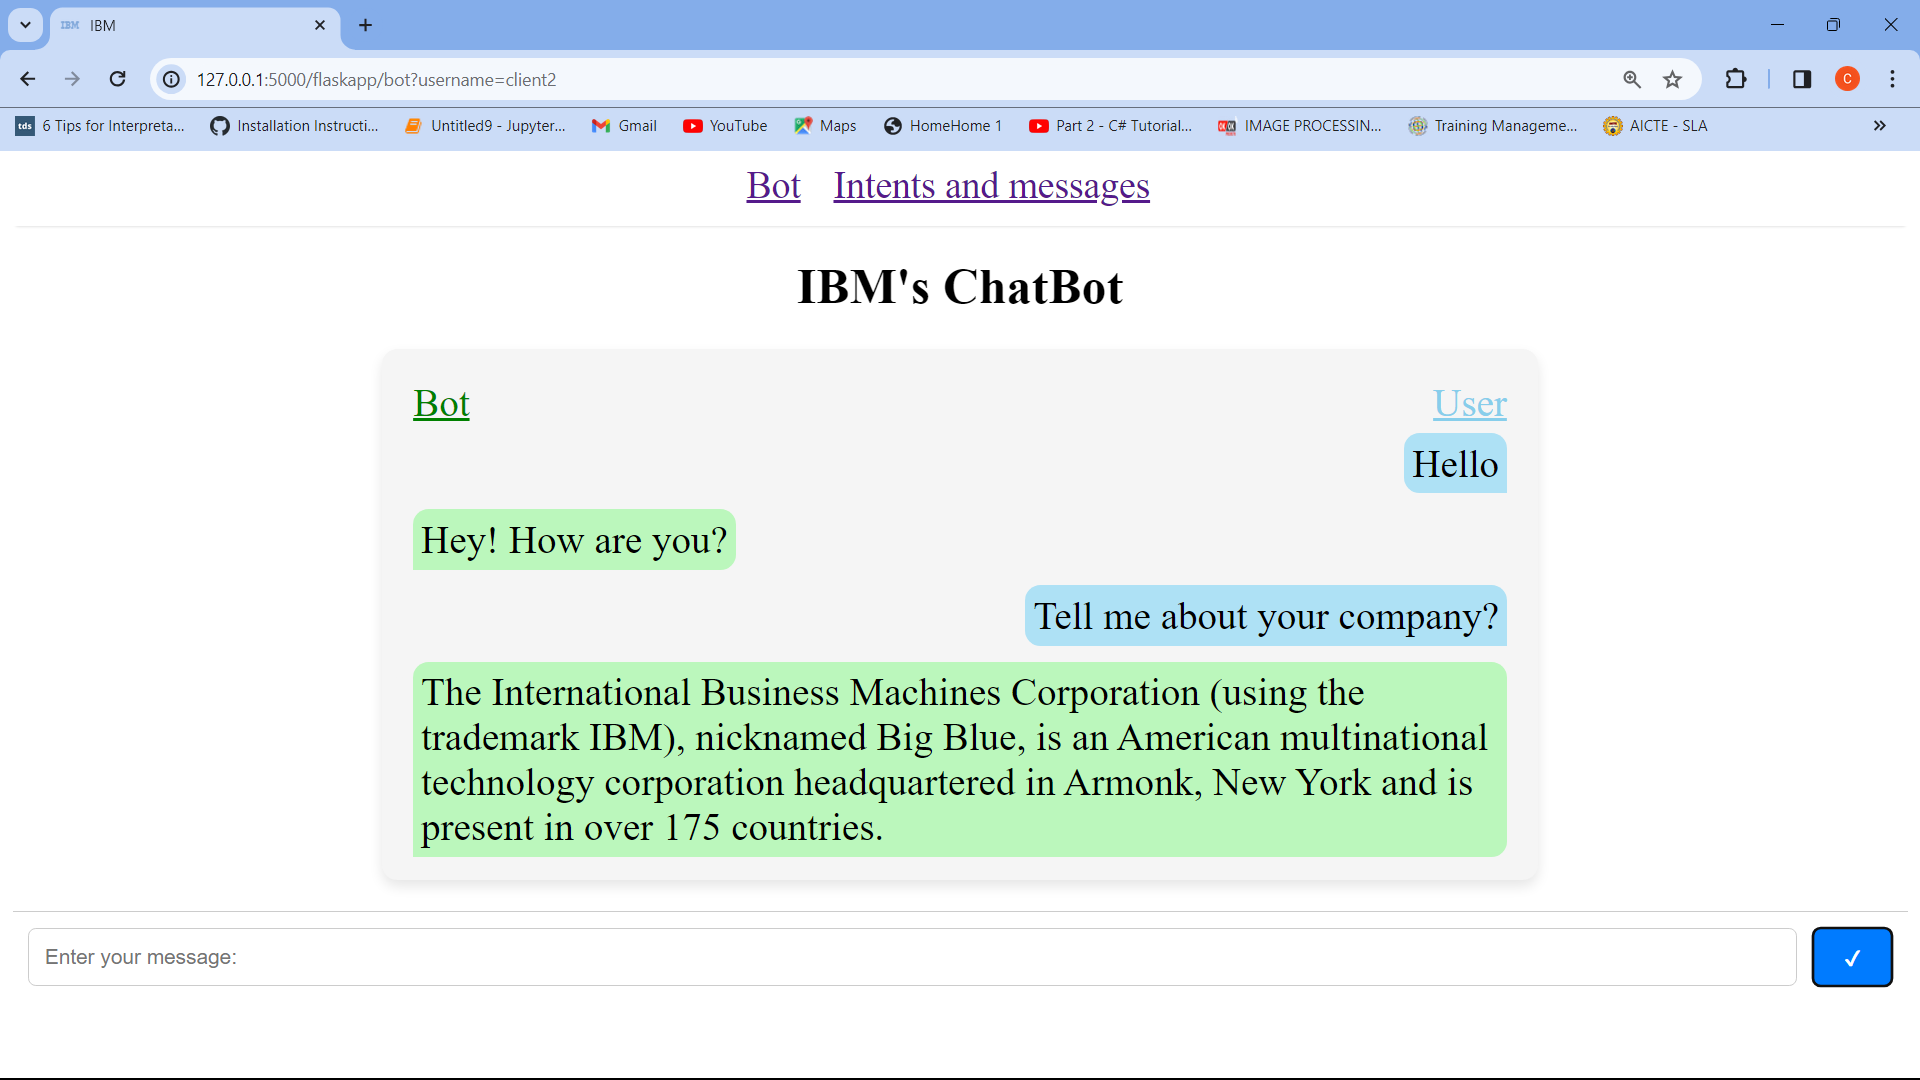 IBM IBM
127.0.0.1:5000/flaskapp/bot?username=client2
C
tds 6 Tips for Interpreta... Installation Instructi... Untitled9 - Jupyter... Gmail YouTube Maps HomeHome 1 Part 2 - C# Tutorial... IMAGE PROCESSIN... Training Manageme... AICTE - SLA
Bot Intents and messages
IBM's ChatBot
Bot User
Hello
Hey! How are you?
Tell me about your company?
The International Business Machines Corporation (using the
trademark IBM), nicknamed Big Blue, is an American multinational
technology corporation headquartered in Armonk, New York and is
present in over 175 countries.
Enter your message: